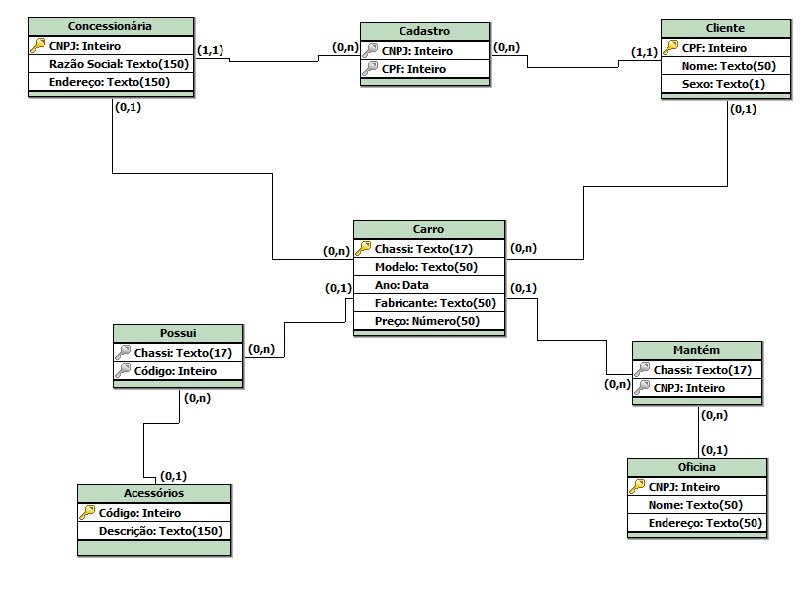 Concessionária
CNPJ: Inteiro
Razão Social: Texto(150)
Endereço: Texto(150)
(1,1)
(0,1)
Cadastro
CNPJ: Inteiro
CPF: Inteiro
(0,n)
(0,n)
Cliente
CPF: Inteiro
Nome: Texto(50)
Sexo: Texto(1)
(1,1)
(0,1)
Carro
Chassi: Texto(17)
Modelo: Texto(50)
Ano: Data
Fabricante: Texto(50)
Preço: Número(50)
(0,n)
(0,n)
(0,1)
(0,1)
Possui
Chassi: Texto(17)
Código: Inteiro
(0,n)
(0,n)
Mantém
Chassi: Texto(17)
CNPJ: Inteiro
(0,n)
(0,n)
(0,1)
Acessórios
Código: Inteiro
Descrição: Texto(150)
(0,1)
Oficina
CNPJ: Inteiro
Nome: Texto(50)
Endereço: Texto(50)